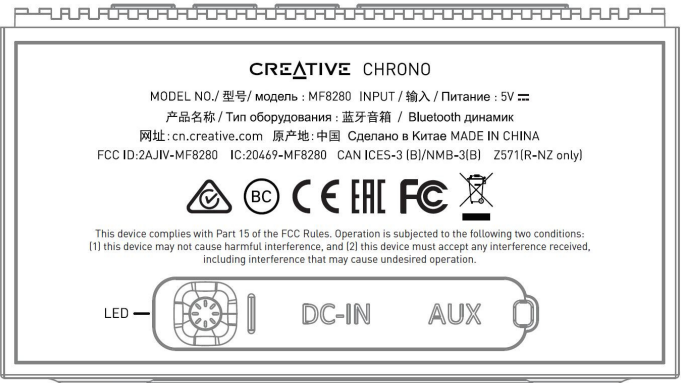 CREATIVE CHRONO
MODEL NO./ 型号/ модель : MF8280 INPUT / 输入 / Питание : 5V
产品名称 / Тип оборудования : 蓝牙音箱 / Bluetooth динамик
网址: cn.creative.com 原产地: 中国 Сделано в Китае MADE IN CHINA
FCC ID:2AJIV-MF8280 IC:20469-MF8280 CAN ICES-3 (B)/NMB-3(B) Z571(R-NZ only)
BC CE EAC FC
This device complies with Part 15 of the FCC Rules. Operation is subjected to the following two conditions:
(1) this device may not cause harmful interference, and (2) this device must accept any interference received,
including interference that may cause undesired operation.
LED DC-IN AUX